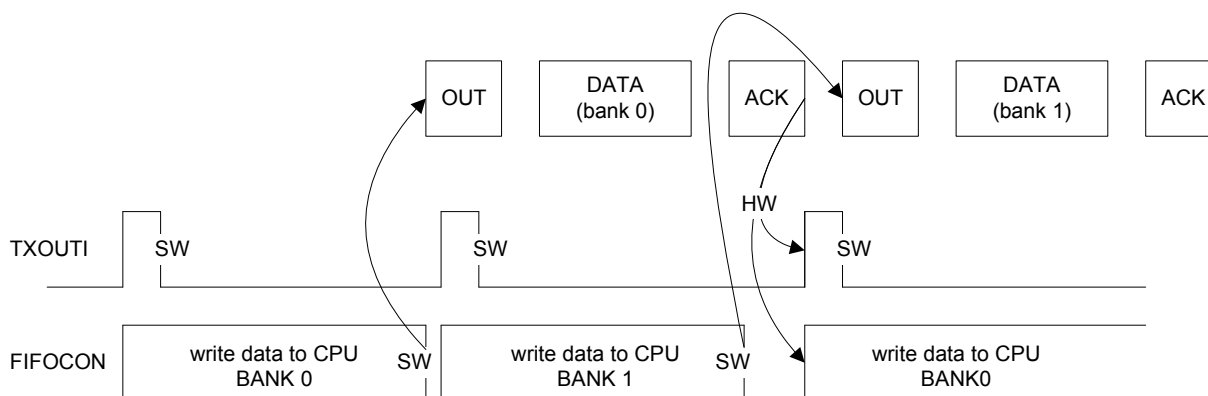 OUT
DATA
(bank 0)
ACK
OUT
DATA
(bank 1)
ACK
HW
TXOUTI
SW
SW
SW
FIFOCON
write data to CPU
BANK 0
SW
write data to CPU
BANK 1
SW
write data to CPU
BANK0